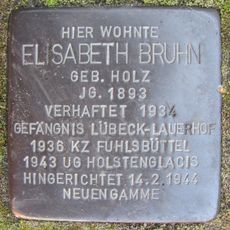 HIER WOHNTE
ELISABETH BRUHN
GEB. HOLZ
JG. 1893
VERHAFTET 1934
GEFÄNGNIS LÜBECK-LAUERHOF
1936 KZ FUHLSBÜTTEL
1943 UG HOLSTENGLACIS
HINGERICHTET 14.2.1944
NEUENGAMME